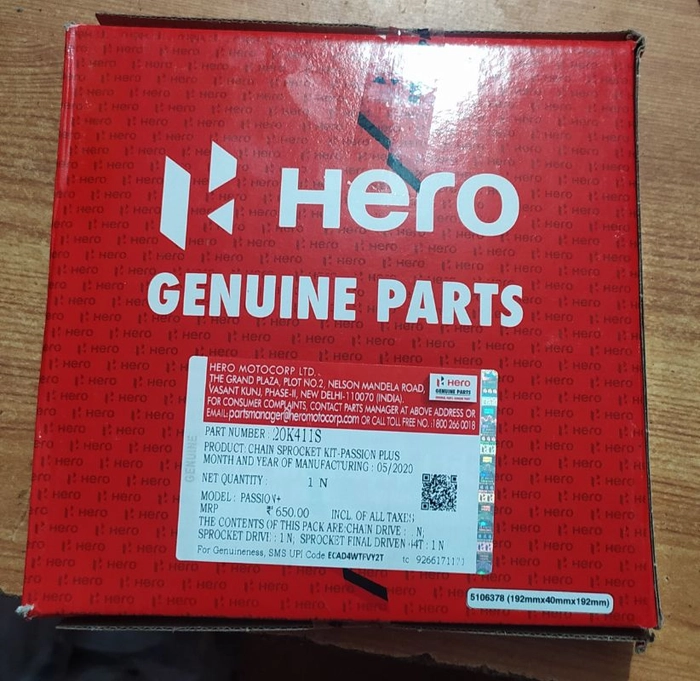 Hero
GENUINE PARTS
HERO MOTOCORP LTD.
THE GRAND PLAZA, PLOT NO 2, NELSON MANDELA ROAD,
VASANT KUNJ, PHASE-II, NEW DELHI-110070 (INDIA).
FOR CONSUMER COMPLAINTS, CONTACT PARTS MANAGER AT ABOVE ADDRESS OR
EMAIL: partsmanager@heromotocorp.com OR CALL TOLL FREE NO. :1800 266 0018
Hero
GENUINE PARTS
GENUINE
PART NUMBER : 20K411S
PRODUCT: CHAIN SPROCKET KIT-PASSION PLUS
MONTH AND YEAR OF MANUFACTURING : 05/2020
NET QUANTITY : 1 N
MODEL: PASSION+
MRP ₹ 650.00 INCL OF ALL TAXES
THE CONTENTS OF THIS PACK ARE:CHAIN DRIVE : N;
SPROCKET DRIVE : 1 N; SPROCKET FINAL DRIVEN : 1 N
For Genuineness, SMS UPI Code ECAD4WTFVY2T to
5106378 (192mmx40mmx192mm)